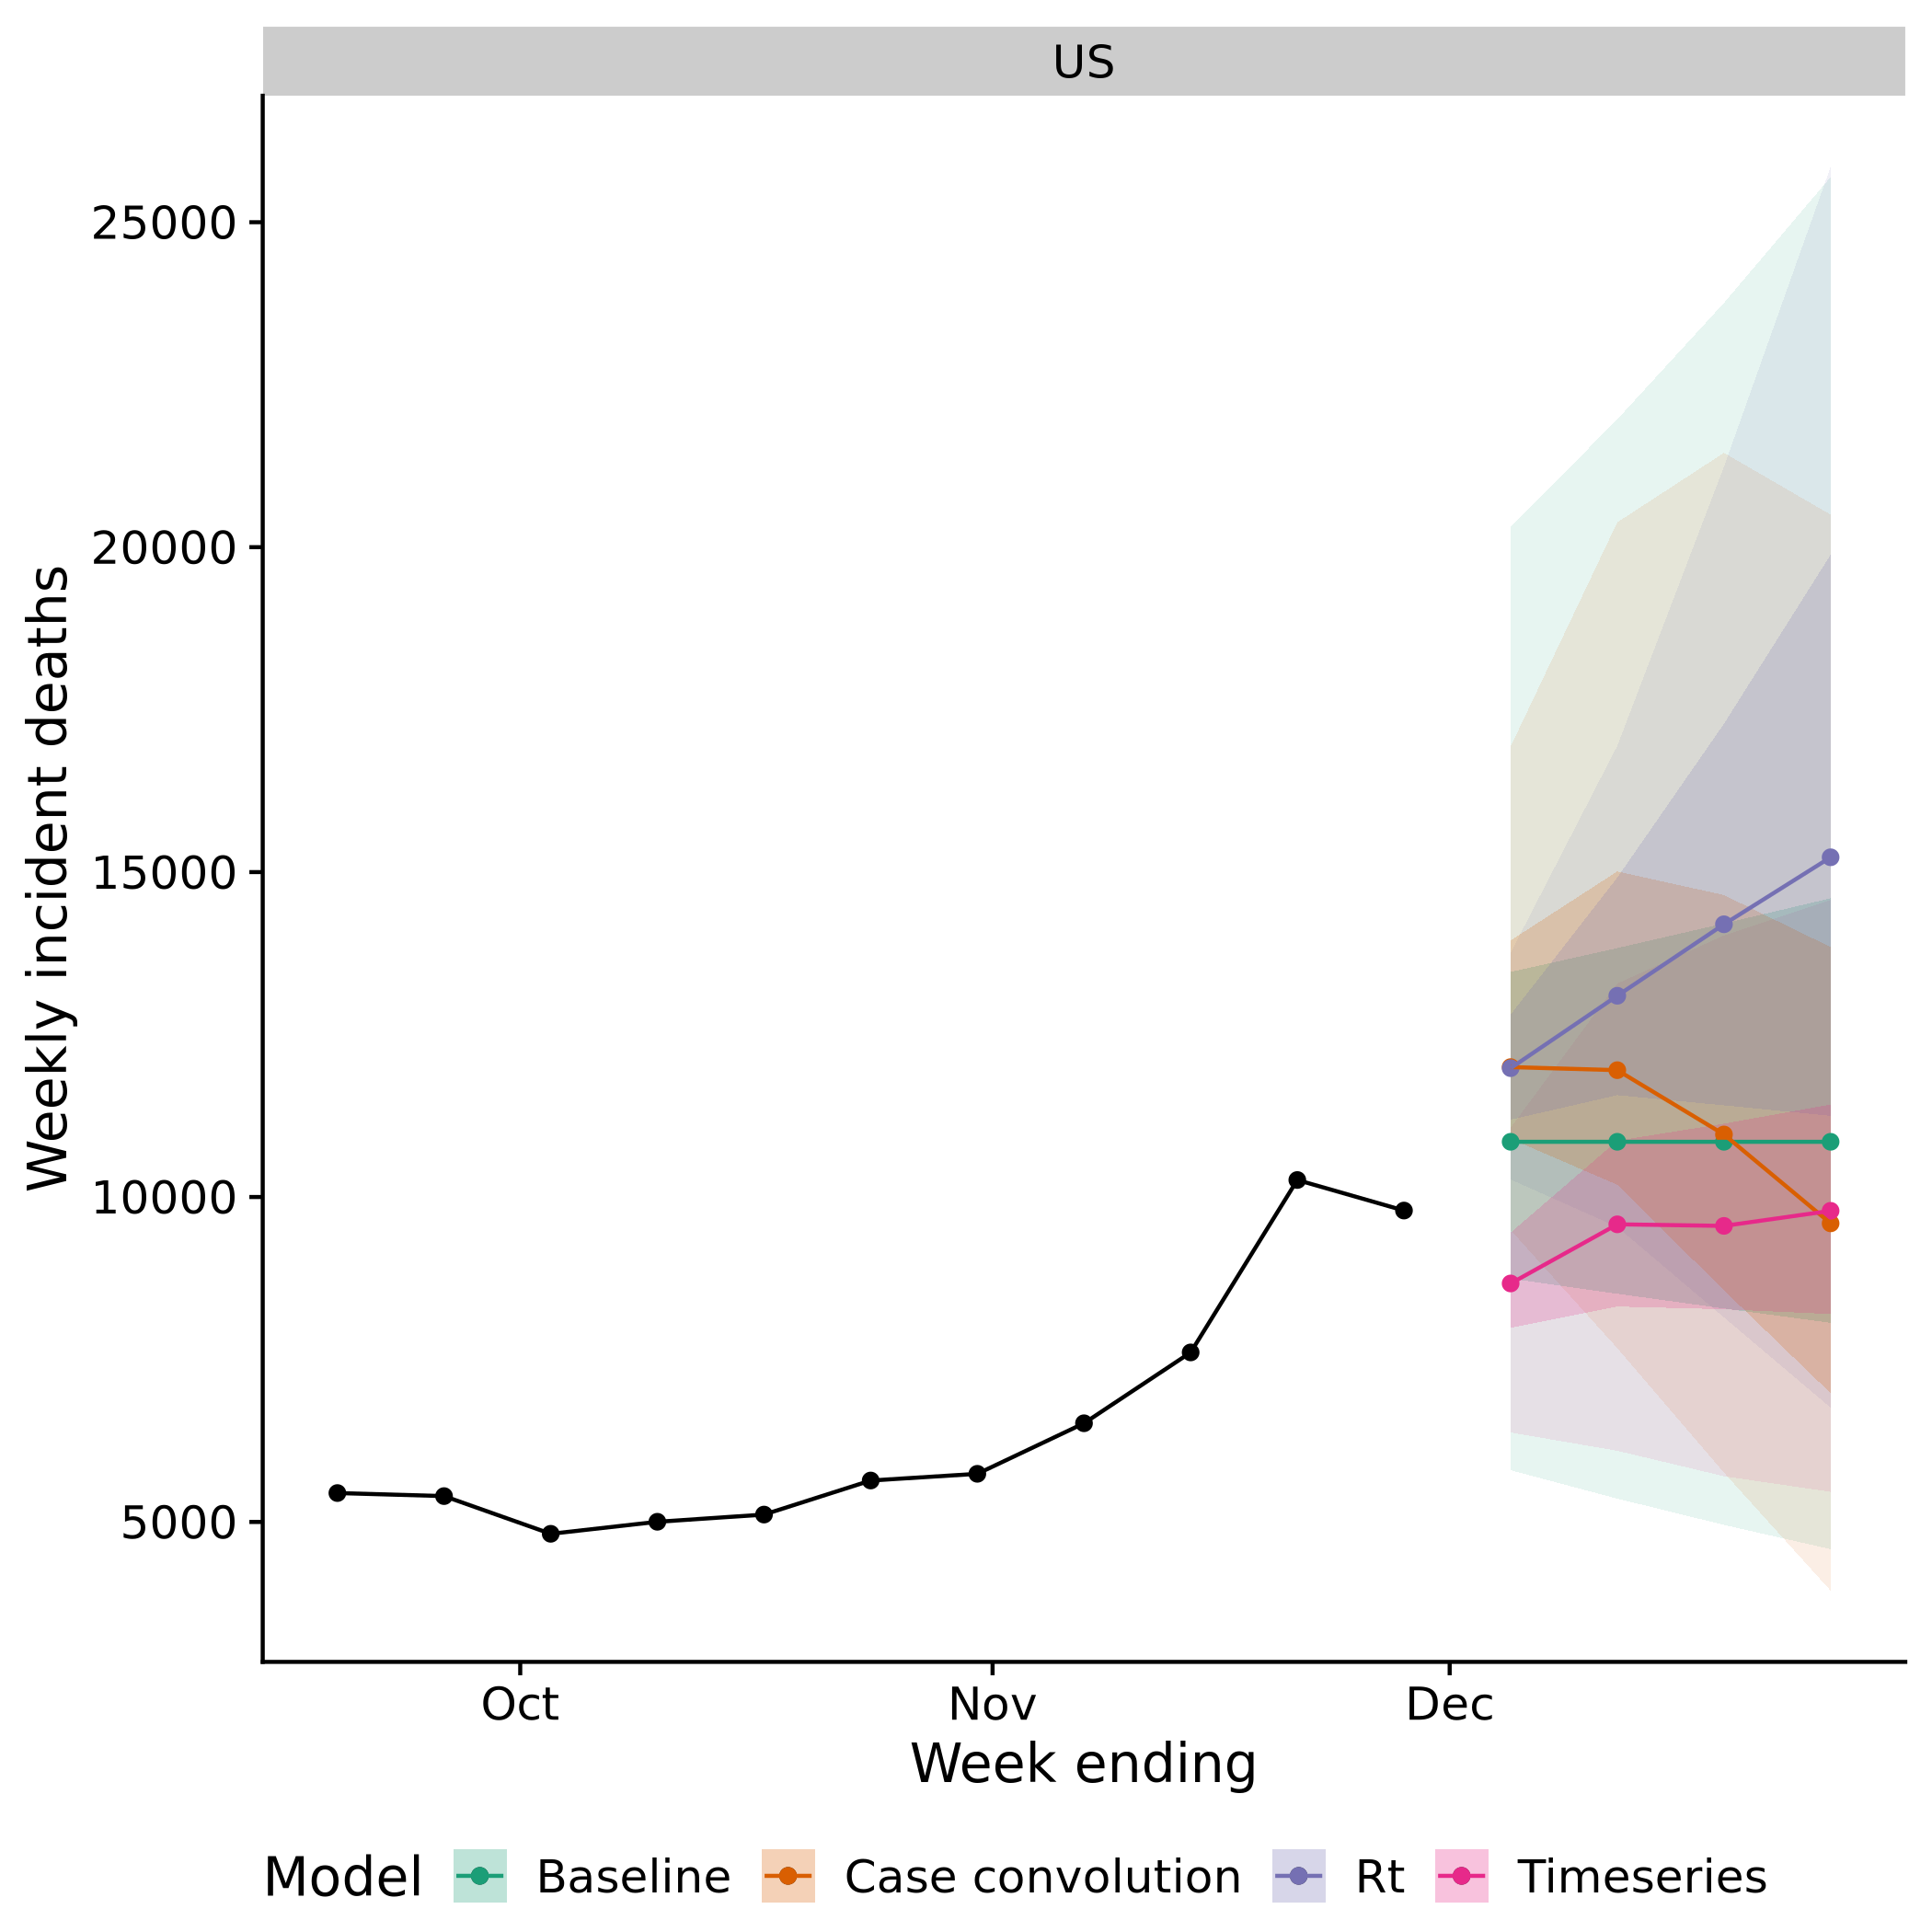 US
25000
20000
15000
10000
5000
Weekly incident deaths
Oct Nov Dec
Week ending
Model Baseline Case convolution Rt Timeseries